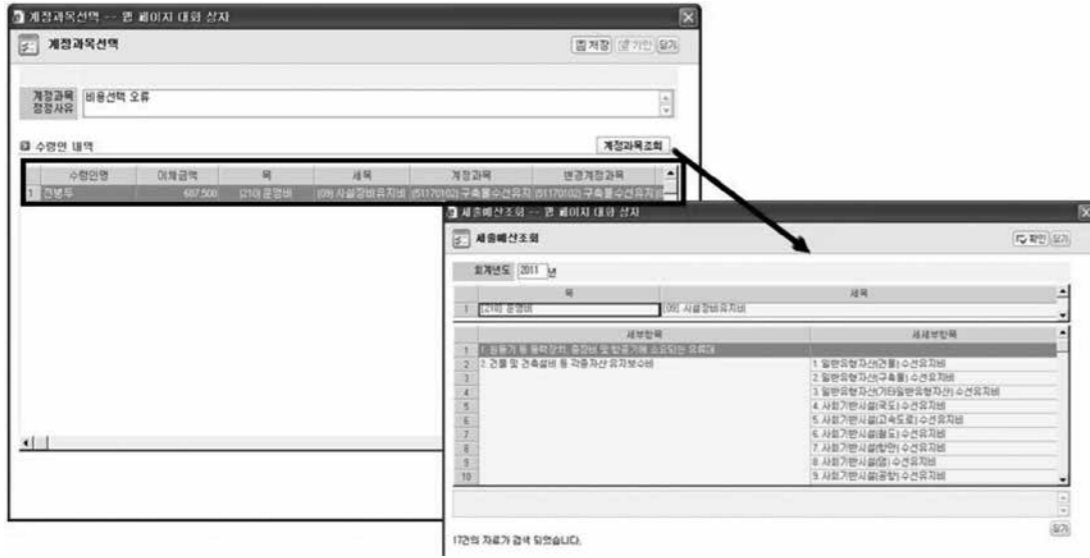 계정과목선택 -- 웹 페이지 대화 상자
계정과목선택
저장 기안 닫기
계정과목
정정사유
비용선택 오류
수령인 내역
계정과목조회
수령인명 이체금액 목 세목 계정과목 변경계정과목
1 687,500 (210) 운영비 (09) 시설장비유지비 (51170102) 구축물수선유지 (51170102) 구축물수선유지
세출예산조회 -- 웹 페이지 대화 상자
세출예산조회
확인 닫기
회계년도 2011 년
목 세목
1 (210) 운영비 (09) 시설장비유지비
세부항목 세세부항목
1 1. 원동기 등 동력장치, 중장비 및 항공기에 소요되는 유류대
2 2. 건물 및 건축설비 등 각종자산 유지보수비 1. 일반유형자산(건물) 수선유지비
3 2. 일반유형자산(구축물) 수선유지비
4 3. 일반유형자산(기타일반유형자산) 수선유지비
5 4. 사회기반시설(국도) 수선유지비
6 5. 사회기반시설(고속도로) 수선유지비
7 6. 사회기반시설(철도) 수선유지비
8 7. 사회기반시설(항만) 수선유지비
9 8. 사회기반시설(댐) 수선유지비
10 9. 사회기반시설(공항) 수선유지비
닫기
17건의 자료가 검색 되었습니다.